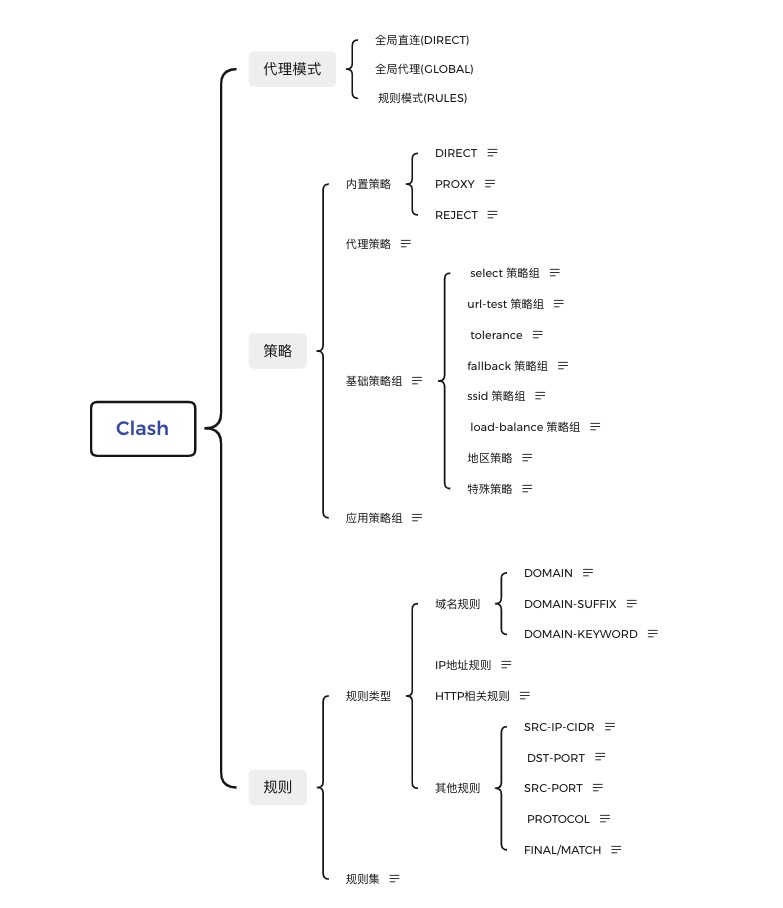 Clash
代理模式
全局直连(DIRECT)
全局代理(GLOBAL)
规则模式(RULES)
策略
内置策略
DIRECT
PROXY
REJECT
代理策略
基础策略组
select 策略组
url-test 策略组
tolerance
fallback 策略组
ssid 策略组
load-balance 策略组
地区策略
特殊策略
应用策略组
规则
规则类型
域名规则
DOMAIN
DOMAIN-SUFFIX
DOMAIN-KEYWORD
IP地址规则
HTTP相关规则
其他规则
SRC-IP-CIDR
DST-PORT
SRC-PORT
PROTOCOL
FINAL/MATCH
规则集